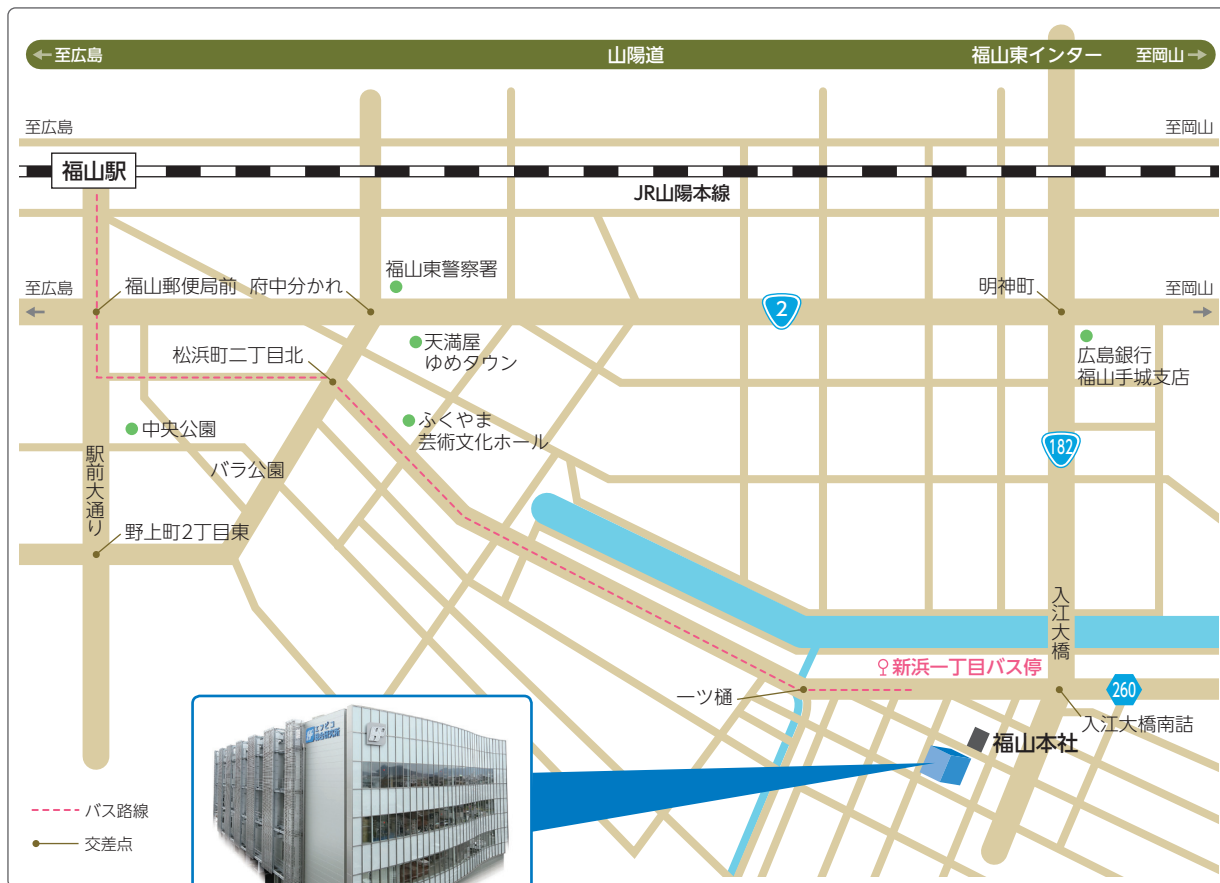 至広島
山陽道
福山東インター
至岡山
至広島
至岡山
福山駅
JR山陽本線
福山東警察署
至広島
福山郵便局前
府中分かれ
2
明神町
至岡山
天満屋
ゆめタウン
松浜町二丁目北
広島銀行
福山手城支店
ふくやま
芸術文化ホール
中央公園
182
バラ公園
駅前大通り
野上町2丁目東
入江大橋
新浜一丁目バス停
一ツ樋
260
入江大橋南詰
福山本社
バス路線
交差点